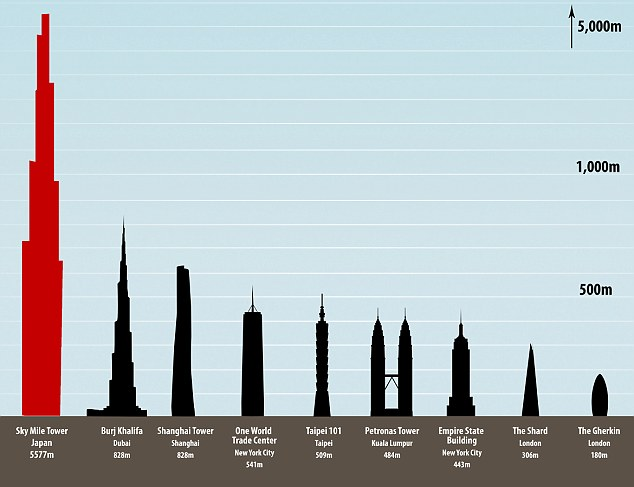 5,000m
1,000m
500m
Sky Mile Tower
Japan
5577m
Burj Khalifa
Dubai
828m
Shanghai Tower
Shanghai
828m
One World
Trade Center
New York City
541m
Taipei 101
Taipei
509m
Petronas Tower
Kuala Lumpur
484m
Empire State
Building
New York City
443m
The Shard
London
306m
The Gherkin
London
180m